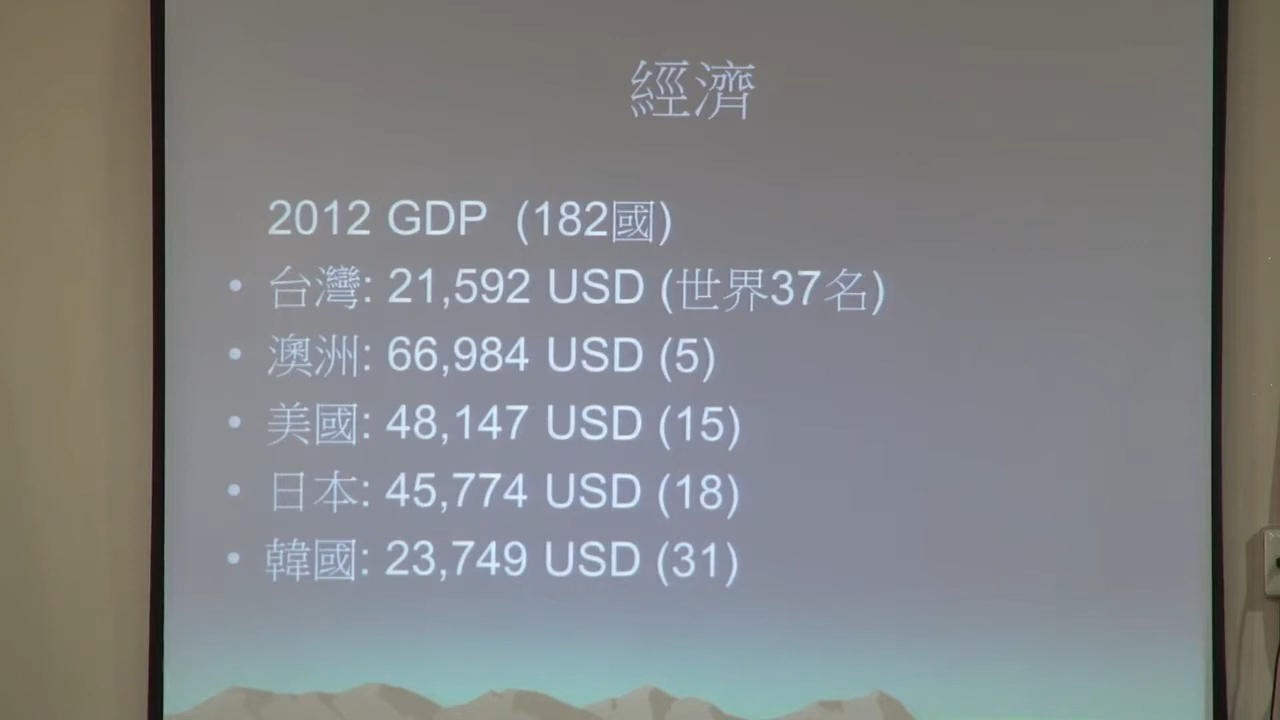 經濟
2012 GDP (182國)
• 台灣: 21,592 USD (世界37名)
• 澳洲: 66,984 USD (5)
• 美國: 48,147 USD (15)
• 日本: 45,774 USD (18)
• 韓國: 23,749 USD (31)